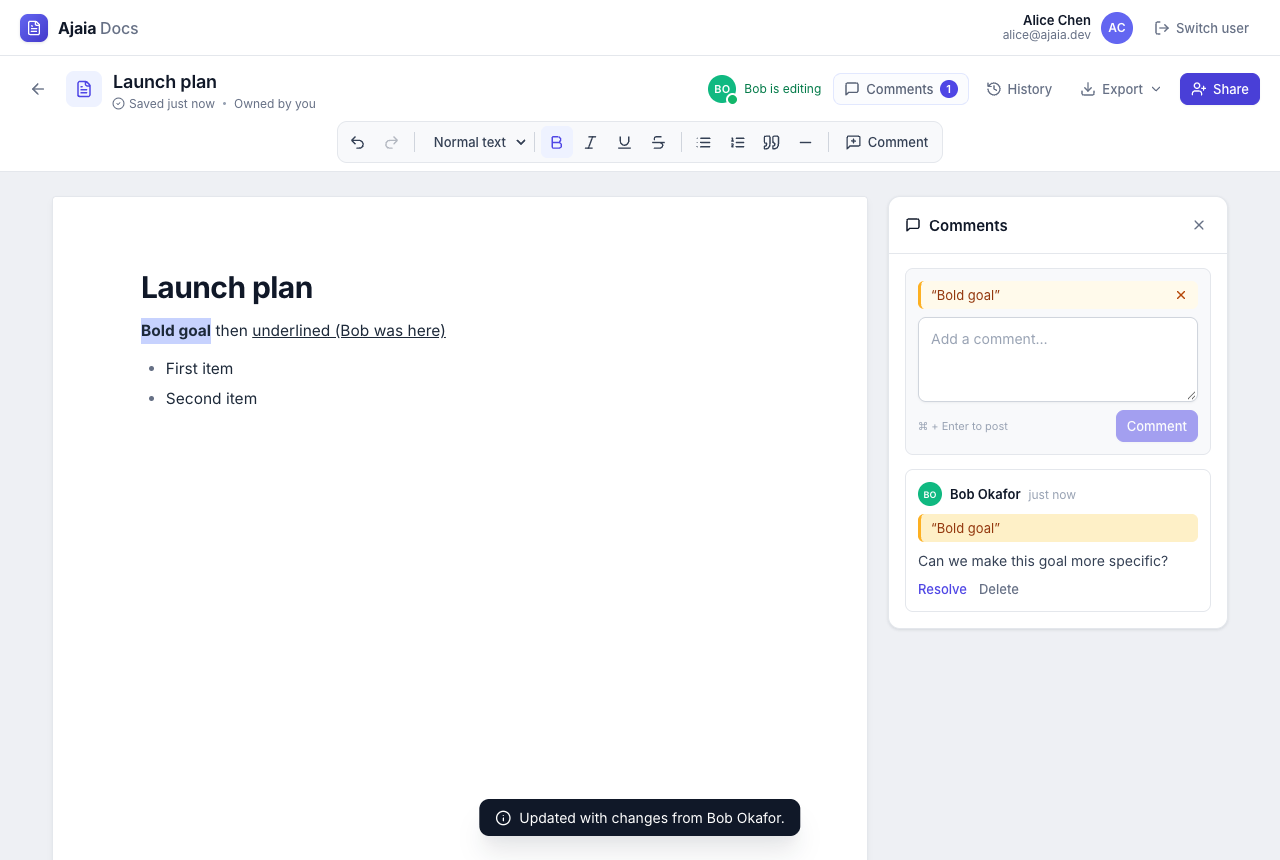 Ajaia Docs
Alice Chen
alice@ajaia.dev
AC
Switch user
Launch plan
Saved just now • Owned by you
BO
Bob is editing
Comments 1
History
Export
Share
Normal text
Comment
Comments
“Bold goal”
Add a comment…
⌘ + Enter to post
Comment
BO
Bob Okafor just now
“Bold goal”
Can we make this goal more specific?
Resolve Delete
Launch plan
Bold goal then underlined (Bob was here)
• First item
• Second item
Updated with changes from Bob Okafor.